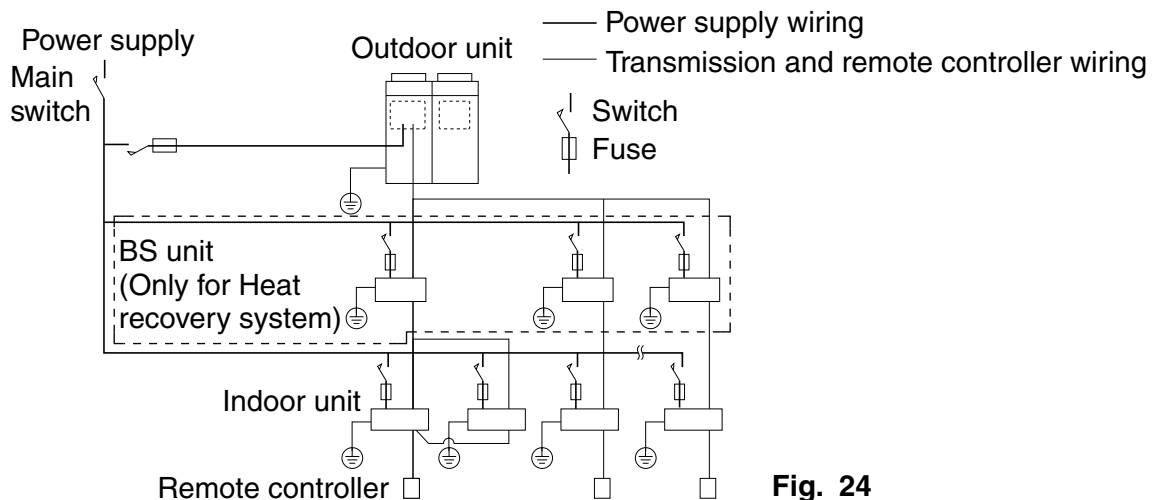 Power supply
Main
switch
Outdoor unit
Power supply wiring
Transmission and remote controller wiring
Switch
Fuse
BS unit
(Only for Heat
recovery system)
Indoor unit
Remote controller
Fig. 24